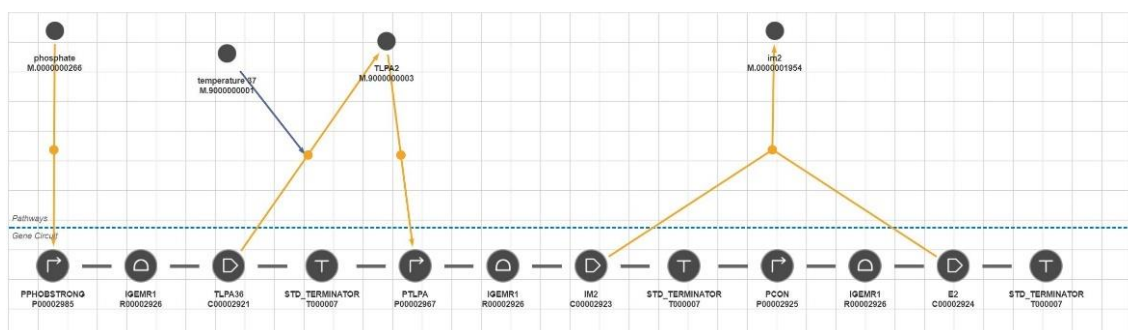 phosphate
M.0000000266
temperature 37
M.9000000001
TLPA2
M.9000000003
im2
M.0000001954
Pathways
Gene Circuit
PPHOBSTRONG
P00002985
IGEMR1
R00002926
TLPA36
C00002921
STD_TERMINATOR
T000007
PTLPA
P00002967
IGEMR1
R00002926
IM2
C00002923
STD_TERMINATOR
T000007
PCON
P00002925
IGEMR1
R00002926
E2
C00002924
STD_TERMINATOR
T000007